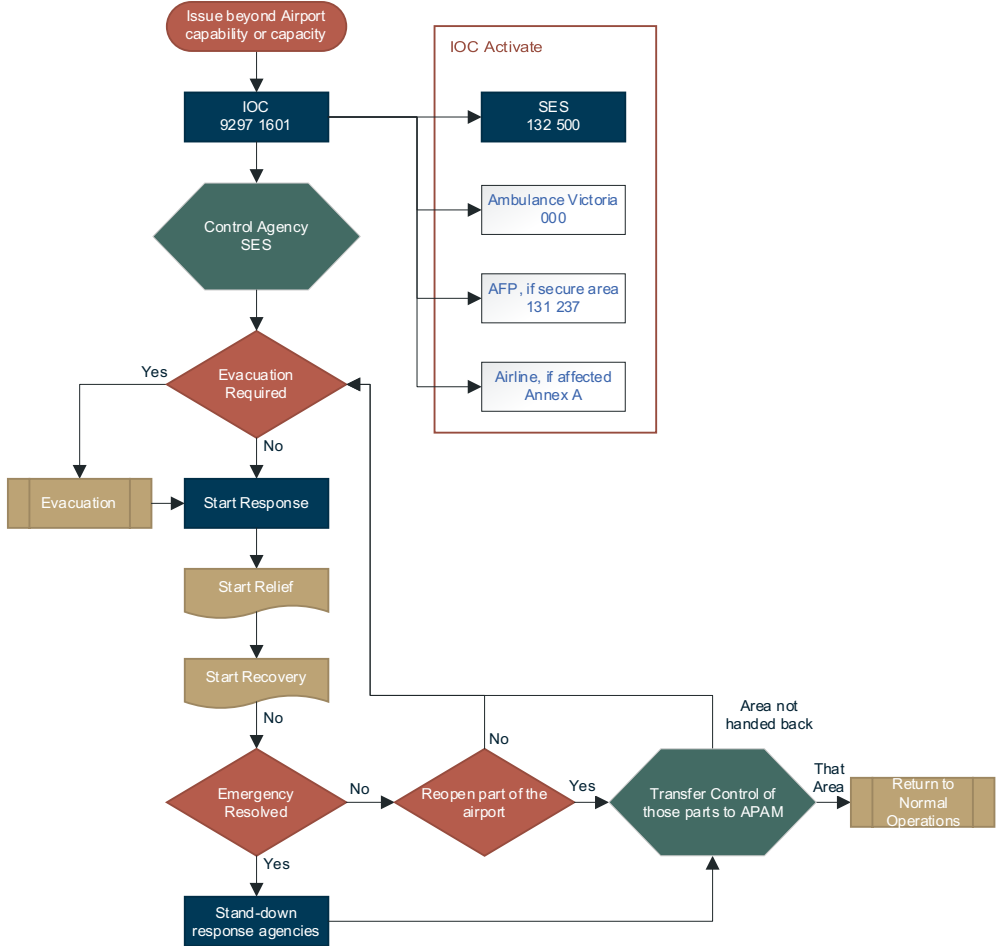 Issue beyond Airport
capability or capacity
IOC Activate
IOC
9297 1601
SES
132 500
Ambulance Victoria
000
Control Agency
SES
AFP, if secure area
131 237
Airline, if affected
Annex A
Evacuation
Required
Yes
No
Evacuation
Start Response
Start Relief
Start Recovery
No
Area not
handed back
No
Emergency
Resolved
No
Reopen part of the
airport
Yes
Transfer Control of
those parts to APAM
That
Area
Return to
Normal
Operations
Yes
Stand-down
response agencies